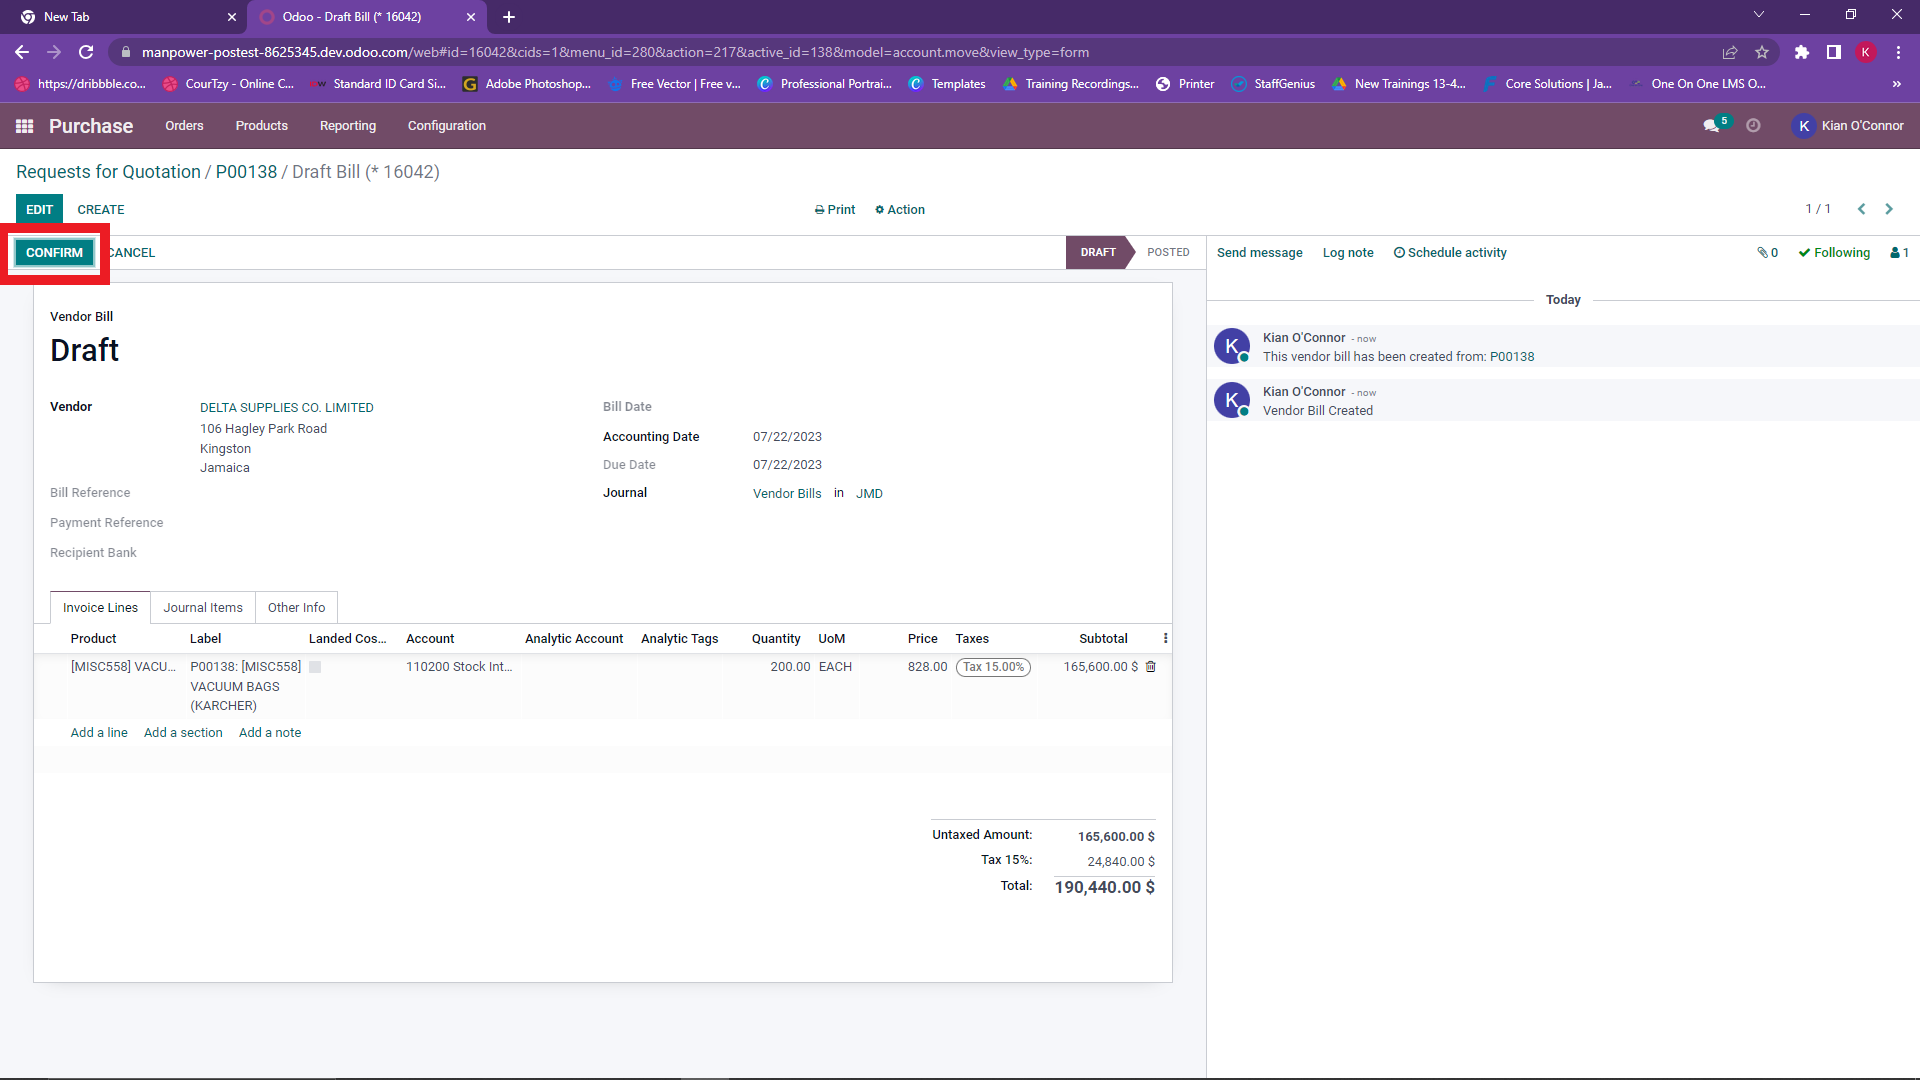 New Tab
Odoo - Draft Bill (* 16042)
manpower-postest-8625345.dev.odoo.com/web#id=16042&cids=1&menu_id=280&action=217&active_id=138&model=account.move&view_type=form
K
https://dribbble.co... CourTzy - Online C... Standard ID Card Si... Adobe Photoshop,... Free Vector | Free v... Professional Portrai... Templates Training Recordings... Printer StaffGenius New Trainings 13-4... Core Solutions | Ja... One On One LMS O... »
Purchase Orders Products Reporting Configuration 5 K Kian O'Connor
Requests for Quotation / P00138 / Draft Bill (* 16042)
EDIT CREATE Print Action 1 / 1
CONFIRM CANCEL DRAFT POSTED Send message Log note Schedule activity 0 Following 1
Today
Vendor Bill
Draft
K Kian O'Connor - now
This vendor bill has been created from: P00138
K Kian O'Connor - now
Vendor Bill Created
Vendor DELTA SUPPLIES CO. LIMITED
106 Hagley Park Road
Kingston
Jamaica
Bill Date
Accounting Date 07/22/2023
Due Date 07/22/2023
Journal Vendor Bills in JMD
Bill Reference
Payment Reference
Recipient Bank
Invoice Lines Journal Items Other Info
Product Label Landed Cos... Account Analytic Account Analytic Tags Quantity UoM Price Taxes Subtotal
[MISC558] VACU... P00138: [MISC558] 110200 Stock Int... 200.00 EACH 828.00 Tax 15.00% 165,600.00 $
VACUUM BAGS
(KARCHER)
Add a line Add a section Add a note
Untaxed Amount: 165,600.00 $
Tax 15%: 24,840.00 $
Total: 190,440.00 $